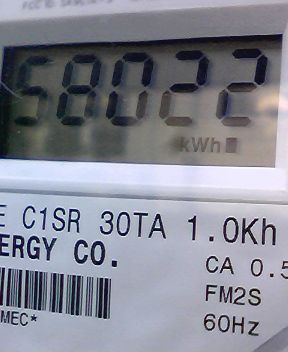 58022
kWh
E C1SR 30TA 1.0Kh
ERGY CO.
CA 0.5
FM2S
MEC*
60Hz